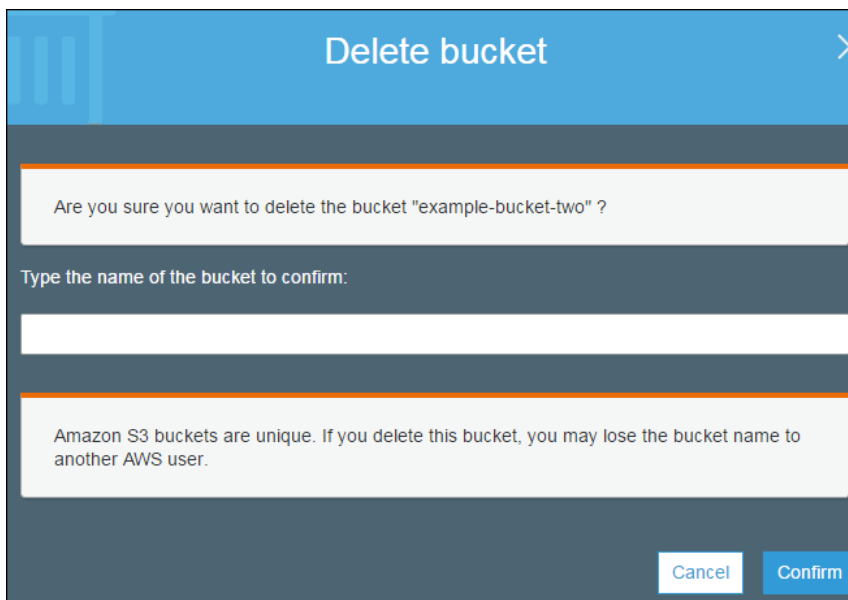 Delete bucket
Are you sure you want to delete the bucket "example-bucket-two" ?
Type the name of the bucket to confirm:
Amazon S3 buckets are unique. If you delete this bucket, you may lose the bucket name to
another AWS user.
Cancel
Confirm